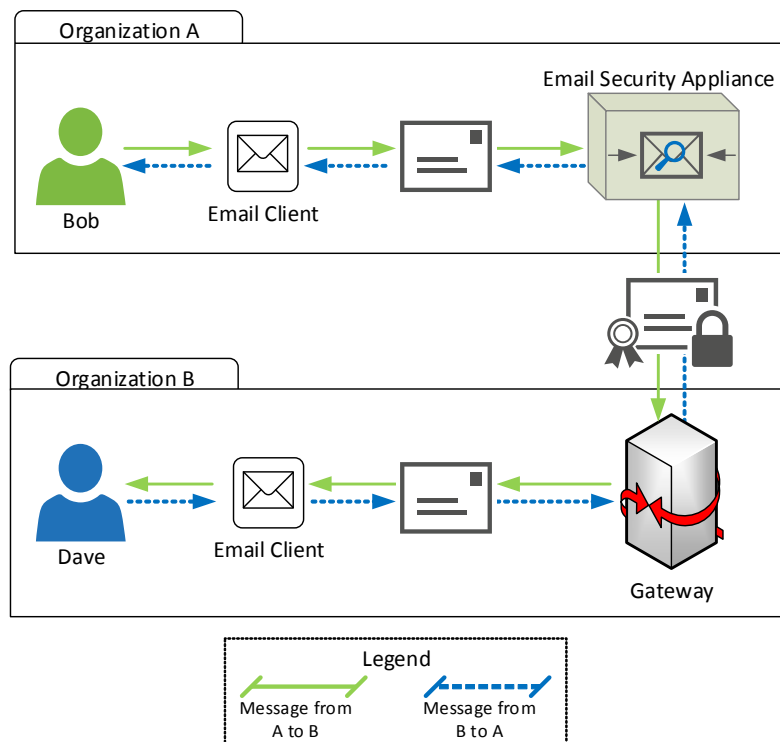 Organization A
Email Security Appliance
Email Client
Bob
Organization B
Email Client
Dave
Gateway
Legend
Message from
A to B
Message from
B to A